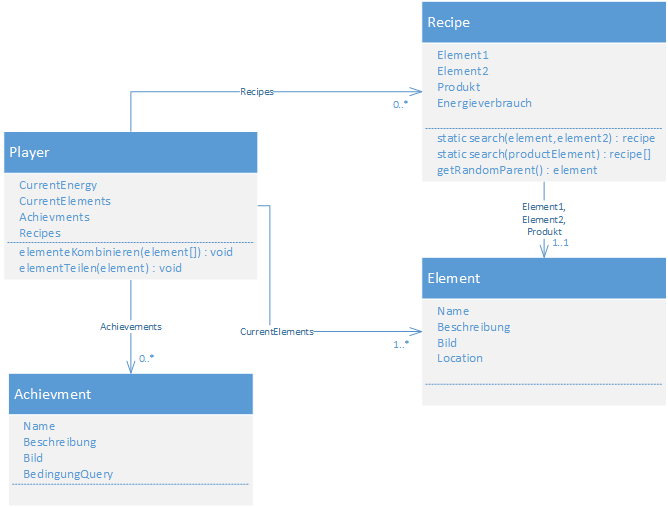 Recipe
Element1
Element2
Produkt
Energieverbrauch
static search(element,element2) : recipe
static search(productElement) : recipe[]
getRandomParent() : element
Recipes
0..*
Player
CurrentEnergy
CurrentElements
Achievments
Recipes
elementeKombinieren(element[]) : void
elementTeilen(element) : void
Element1,
Element2,
Produkt
1..1
Element
Name
Beschreibung
Bild
Location
Achievements
0..*
CurrentElements
1..*
Achievment
Name
Beschreibung
Bild
BedingungQuery